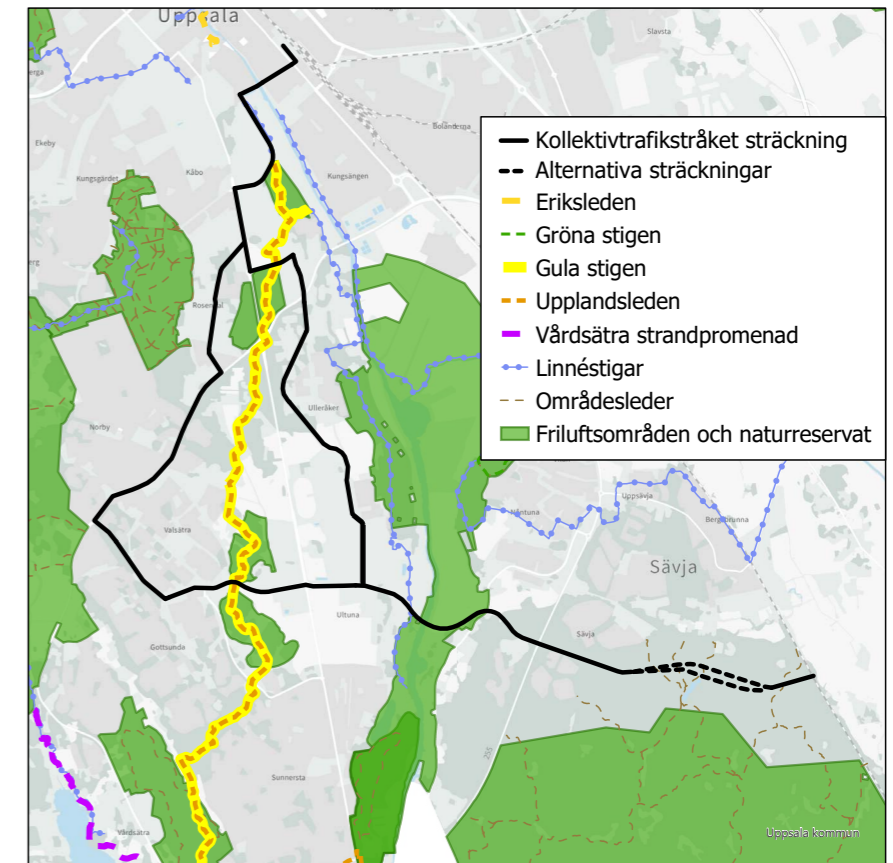 Uppsala
Slavsta
Ekeby
Bolanderna
Kungsgärdet
Kåbo
Kungsängen
Rosendal
Ulleråker
Norby
Valsätra
Gottsunda
Ultuna
Sunnersta
Vårdsätra
Kollektivtrafikstråket sträckning
Alternativa sträckningar
Eriksleden
Gröna stigen
Gula stigen
Upplandsleden
Vårdsätra strandpromenad
Linnéstigar
Områdesleder
Friluftsområden och naturreservat
Uppsävja
Nåntuna
Bergsbrunna
Sävja
Sävja
255
Uppsala kommun